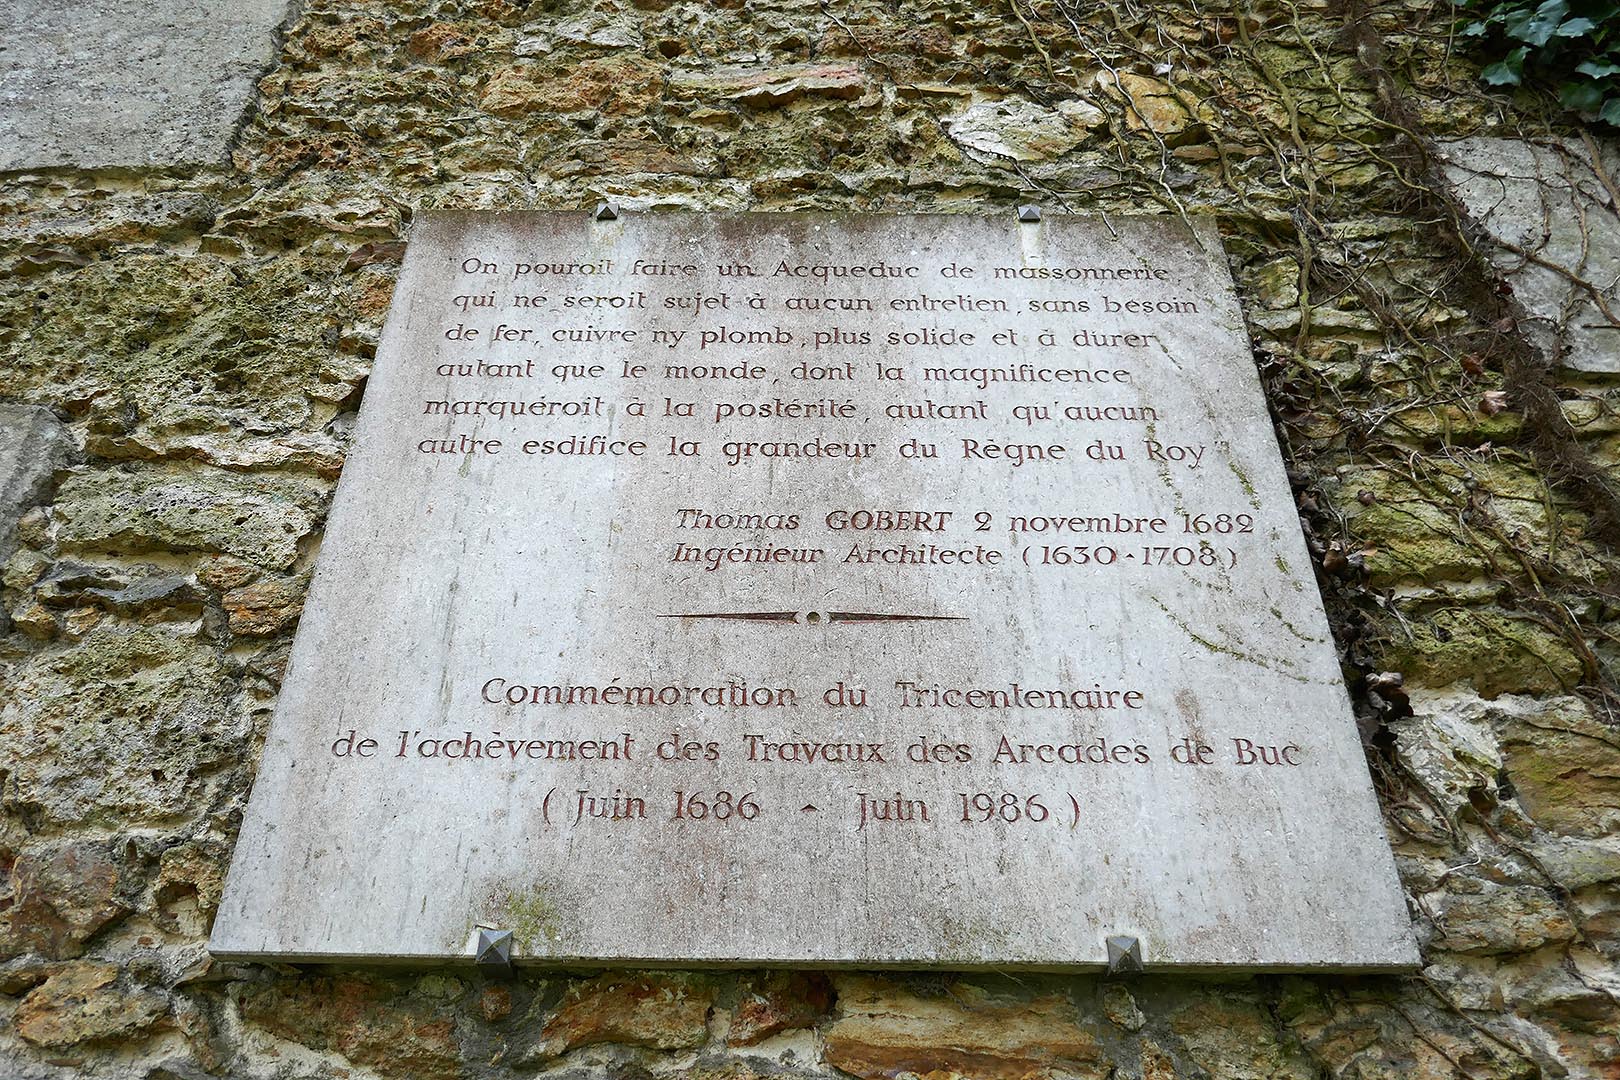 "On pouroit faire un Acqueduc de massonnerie
qui ne seroit sujet à aucun entretien, sans besoin
de fer, cuivre ny plomb, plus solide et à durer
autant que le monde, dont la magnificence
marqueroit à la postérité, autant qu'aucun
autre esdifice la grandeur du Règne du Roy"
Thomas GOBERT 2 novembre 1682
Ingénieur Architecte (1630 - 1708)
Commémoration du Tricentenaire
de l'achèvement des Travaux des Arcades de Buc
(Juin 1686 - Juin 1986)